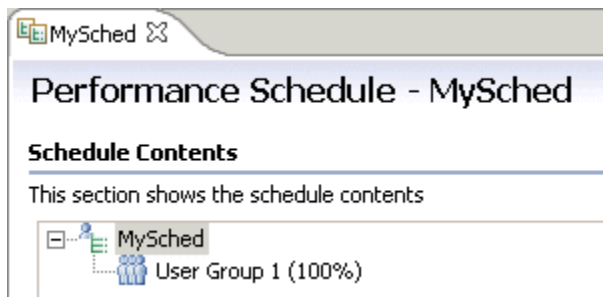 MySched
Performance Schedule - MySched
Schedule Contents
This section shows the schedule contents
MySched
User Group 1 (100%)